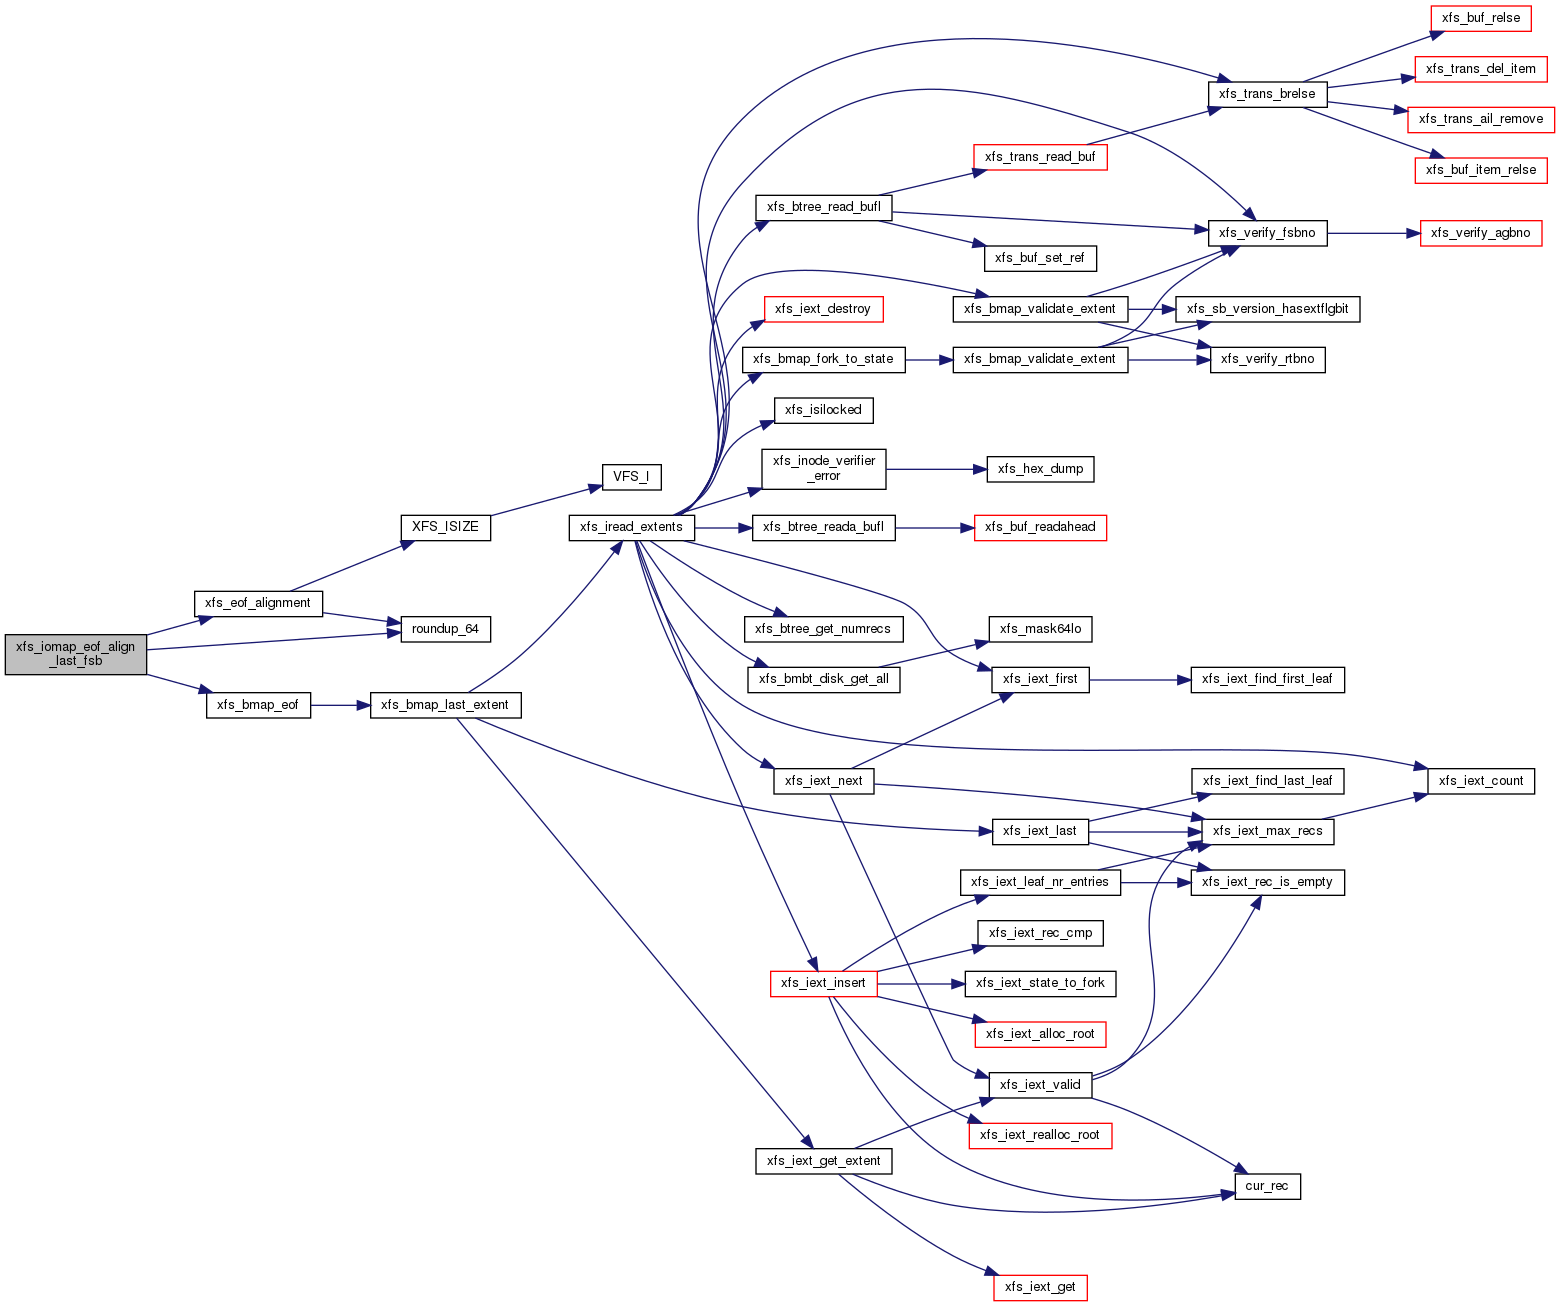 xfs_buf_relse
xfs_trans_del_item
xfs_trans_brelse
xfs_trans_ail_remove
xfs_trans_read_buf
xfs_buf_item_relse
xfs_btree_read_bufl
xfs_verify_fsbno
xfs_verify_agbno
xfs_buf_set_ref
xfs_iext_destroy
xfs_bmap_validate_extent
xfs_sb_version_hasextflgbit
xfs_bmap_fork_to_state
xfs_bmap_validate_extent
xfs_verify_rtbno
xfs_isilocked
xfs_inode_verifier
_error
xfs_hex_dump
VFS_I
XFS_ISIZE
xfs_iread_extents
xfs_btree_reada_bufl
xfs_buf_readahead
xfs_eof_alignment
roundup_64
xfs_btree_get_numrecs
xfs_mask64lo
xfs_iomap_eof_align
_last_fsb
xfs_bmbt_disk_get_all
xfs_iext_first
xfs_iext_find_first_leaf
xfs_bmap_eof
xfs_bmap_last_extent
xfs_iext_next
xfs_iext_find_last_leaf
xfs_iext_count
xfs_iext_last
xfs_iext_max_recs
xfs_iext_leaf_nr_entries
xfs_iext_rec_is_empty
xfs_iext_rec_cmp
xfs_iext_insert
xfs_iext_state_to_fork
xfs_iext_alloc_root
xfs_iext_valid
xfs_iext_realloc_root
xfs_iext_get_extent
cur_rec
xfs_iext_get